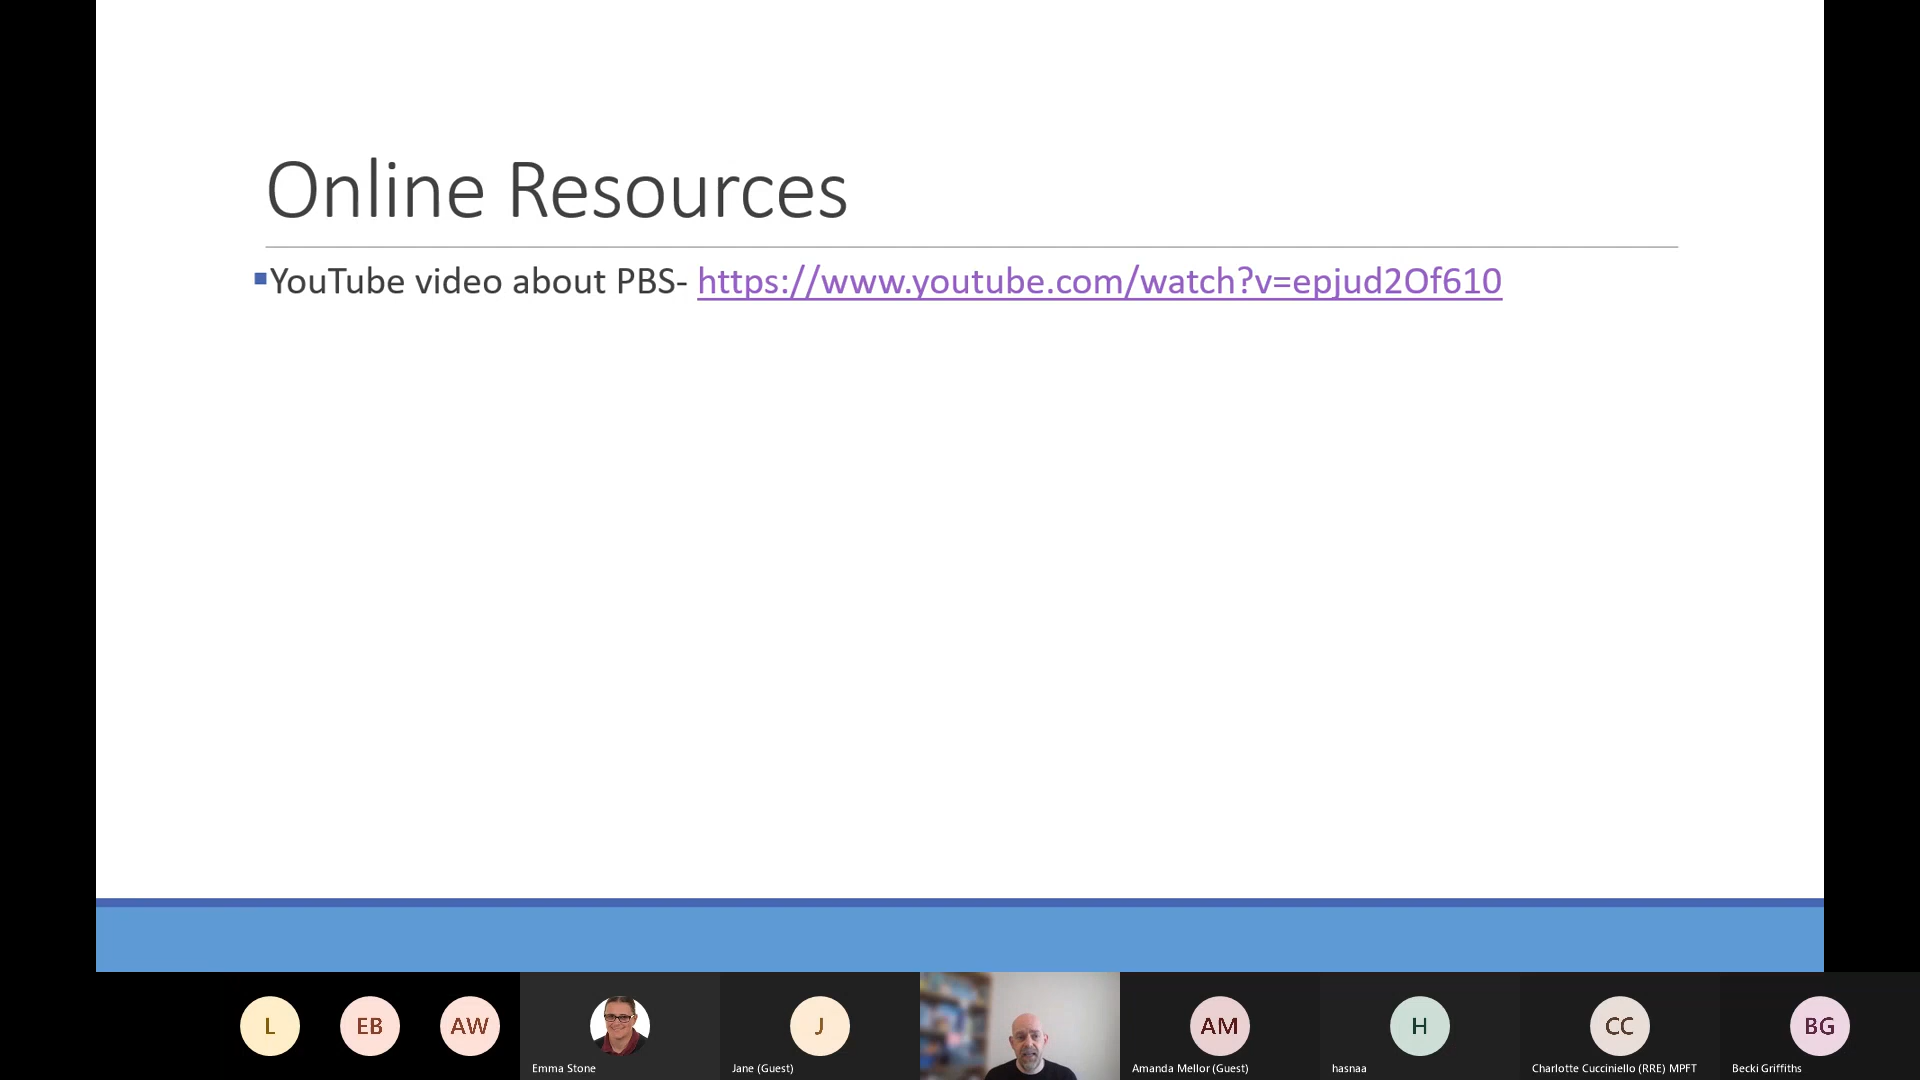 Online Resources
YouTube video about PBS- https://www.youtube.com/watch?v=epjud2Of610
L
EB
AW
Emma Stone
J
Jane (Guest)
AM
Amanda Mellor (Guest)
H
hasnaa
CC
Charlotte Cucciniello (RRE) MPFT
BG
Becki Griffiths